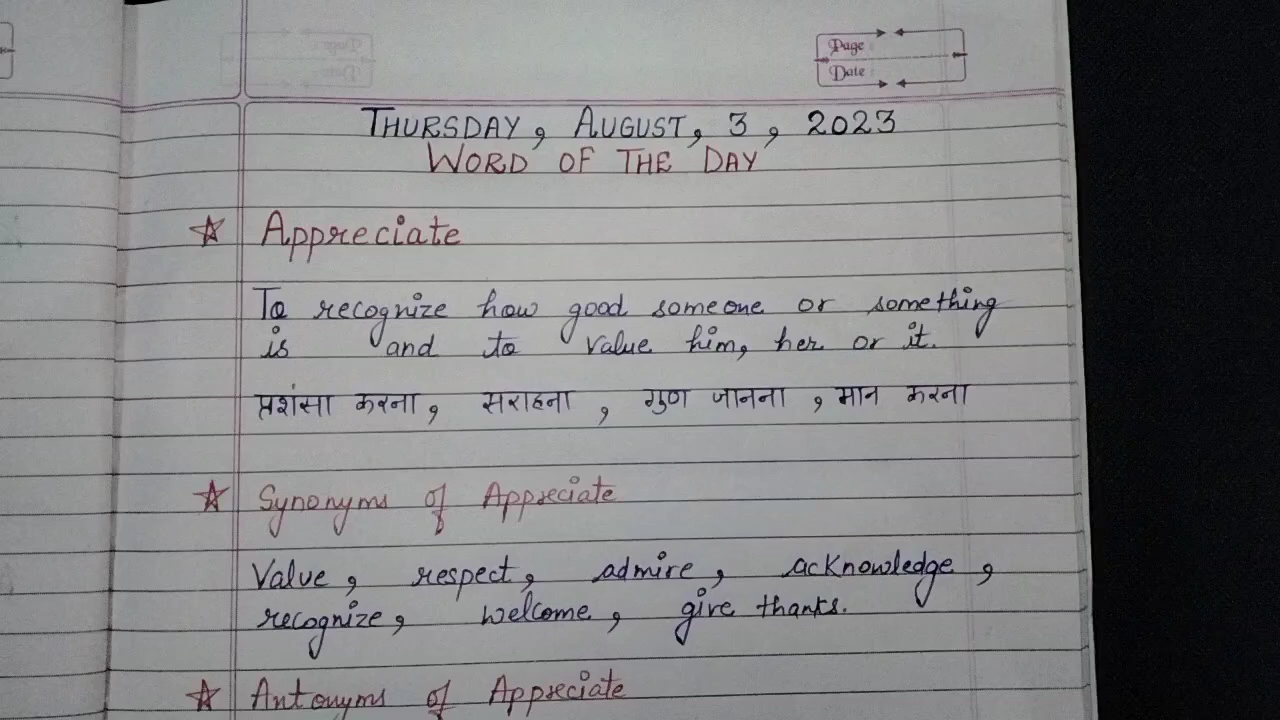 Page
Date
THURSDAY, AUGUST, 3, 2023
WORD OF THE DAY
☆ Appreciate
To recognize how good someone or something
is and to value him, her or it.
प्रशंसा करना, सराहना, गुण जानना, मान करना
☆ Synonyms of Appreciate
Value, respect, admire, acknowledge,
recognize, welcome, give thanks.
☆ Antonyms of Appreciate